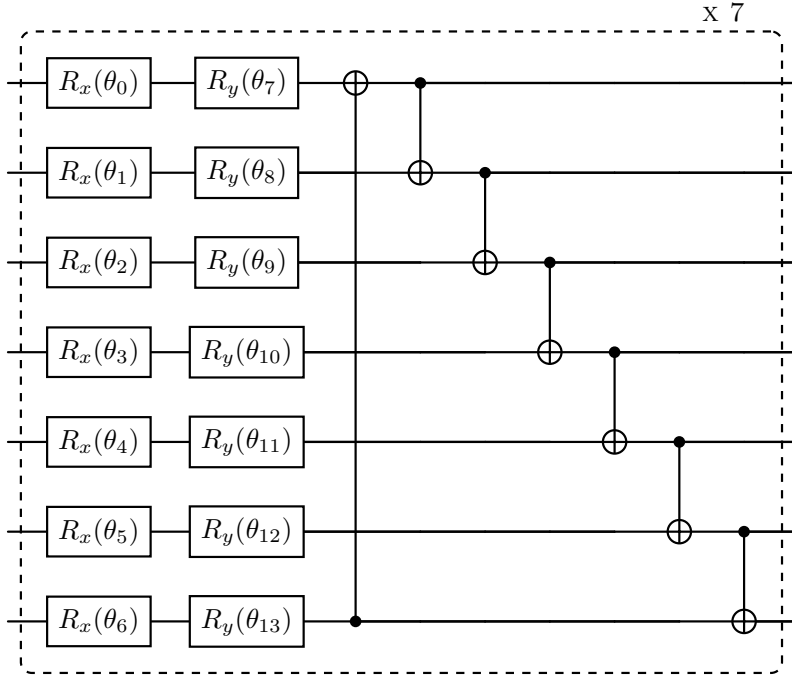 x 7
R_x(θ_0) R_y(θ_7)
R_x(θ_1) R_y(θ_8)
R_x(θ_2) R_y(θ_9)
R_x(θ_3) R_y(θ_10)
R_x(θ_4) R_y(θ_11)
R_x(θ_5) R_y(θ_12)
R_x(θ_6) R_y(θ_13)